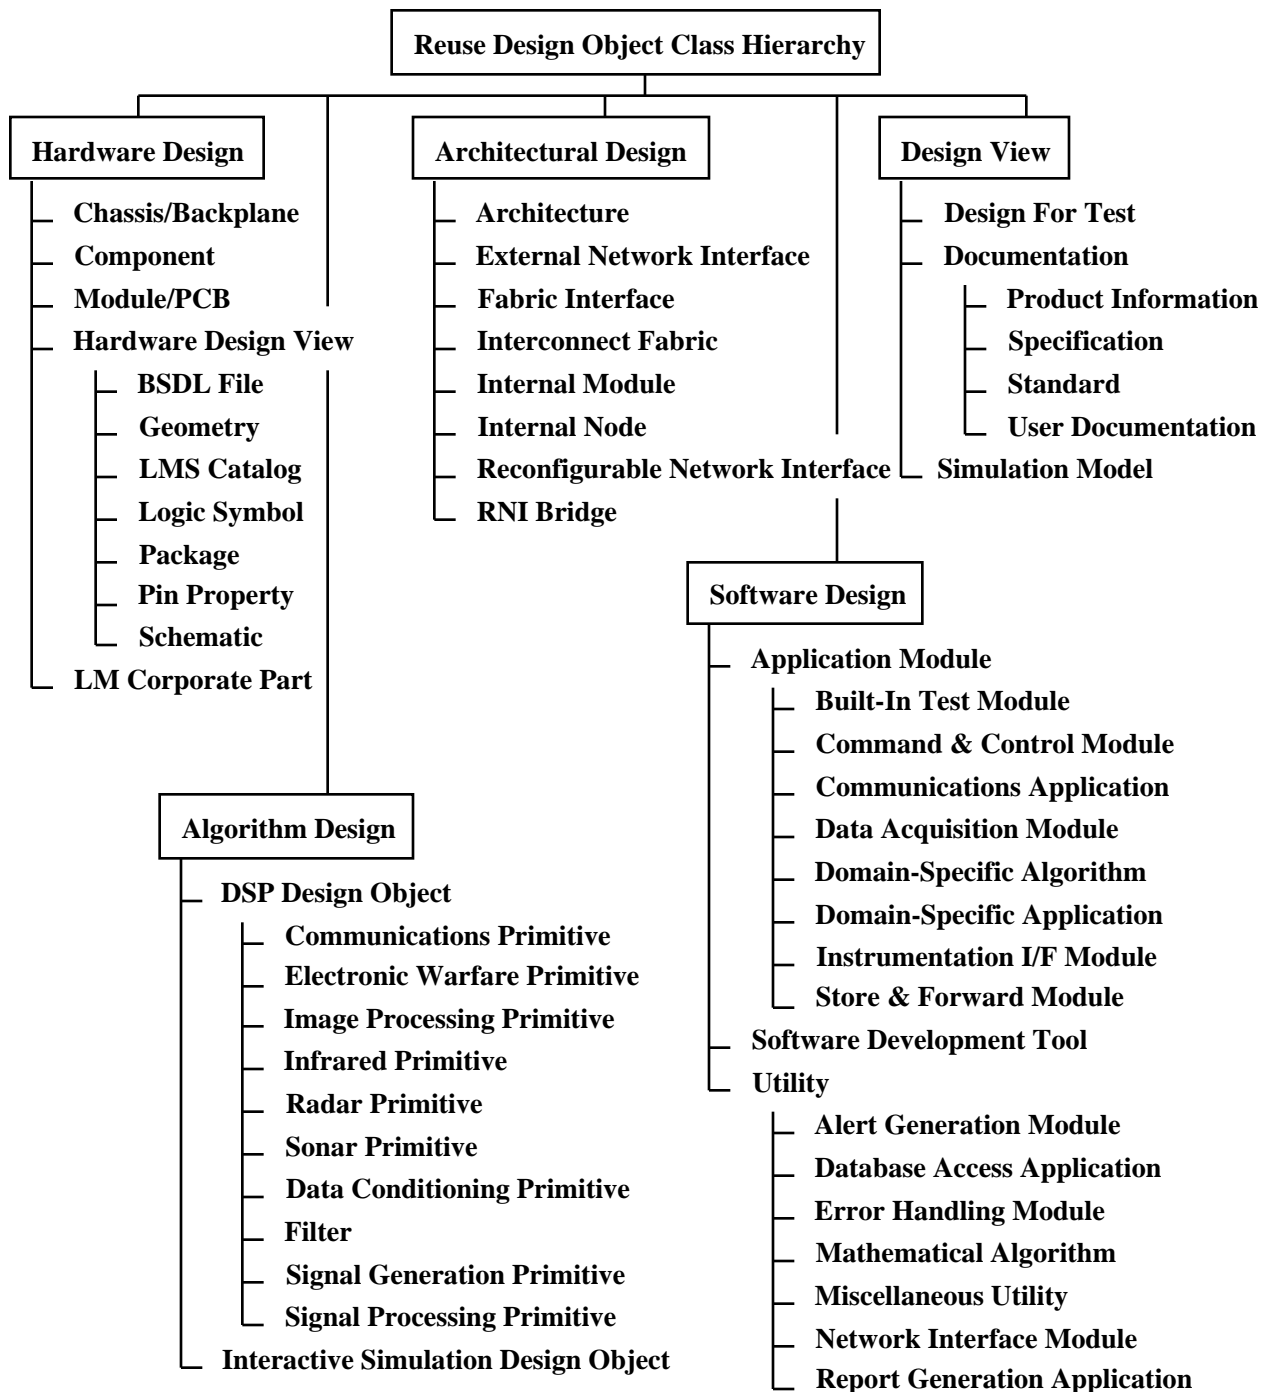 Reuse Design Object Class Hierarchy
Hardware Design
Chassis/Backplane
Component
Module/PCB
Hardware Design View
BSDL File
Geometry
LMS Catalog
Logic Symbol
Package
Pin Property
Schematic
LM Corporate Part
Algorithm Design
DSP Design Object
Communications Primitive
Electronic Warfare Primitive
Image Processing Primitive
Infrared Primitive
Radar Primitive
Sonar Primitive
Data Conditioning Primitive
Filter
Signal Generation Primitive
Signal Processing Primitive
Interactive Simulation Design Object
Architectural Design
Architecture
External Network Interface
Fabric Interface
Interconnect Fabric
Internal Module
Internal Node
Reconfigurable Network Interface
RNI Bridge
Software Design
Application Module
Built-In Test Module
Command & Control Module
Communications Application
Data Acquisition Module
Domain-Specific Algorithm
Domain-Specific Application
Instrumentation I/F Module
Store & Forward Module
Software Development Tool
Utility
Alert Generation Module
Database Access Application
Error Handling Module
Mathematical Algorithm
Miscellaneous Utility
Network Interface Module
Report Generation Application
Design View
Design For Test
Documentation
Product Information
Specification
Standard
User Documentation
Simulation Model